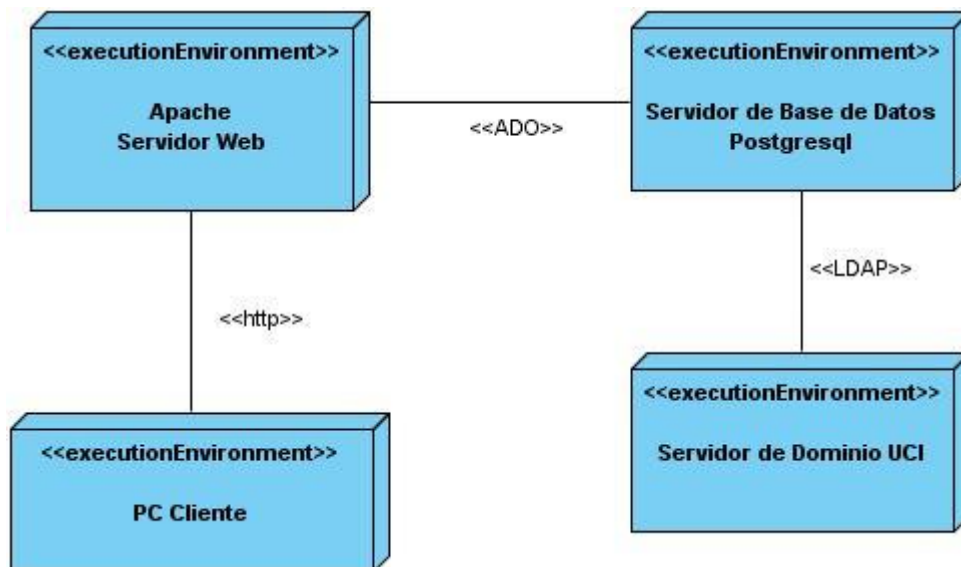 <<executionEnvironment>>
Apache
Servidor Web
<<ADO>>
<<executionEnvironment>>
Servidor de Base de Datos
Postgresql
<<http>>
<<LDAP>>
<<executionEnvironment>>
PC Cliente
<<executionEnvironment>>
Servidor de Dominio UCI